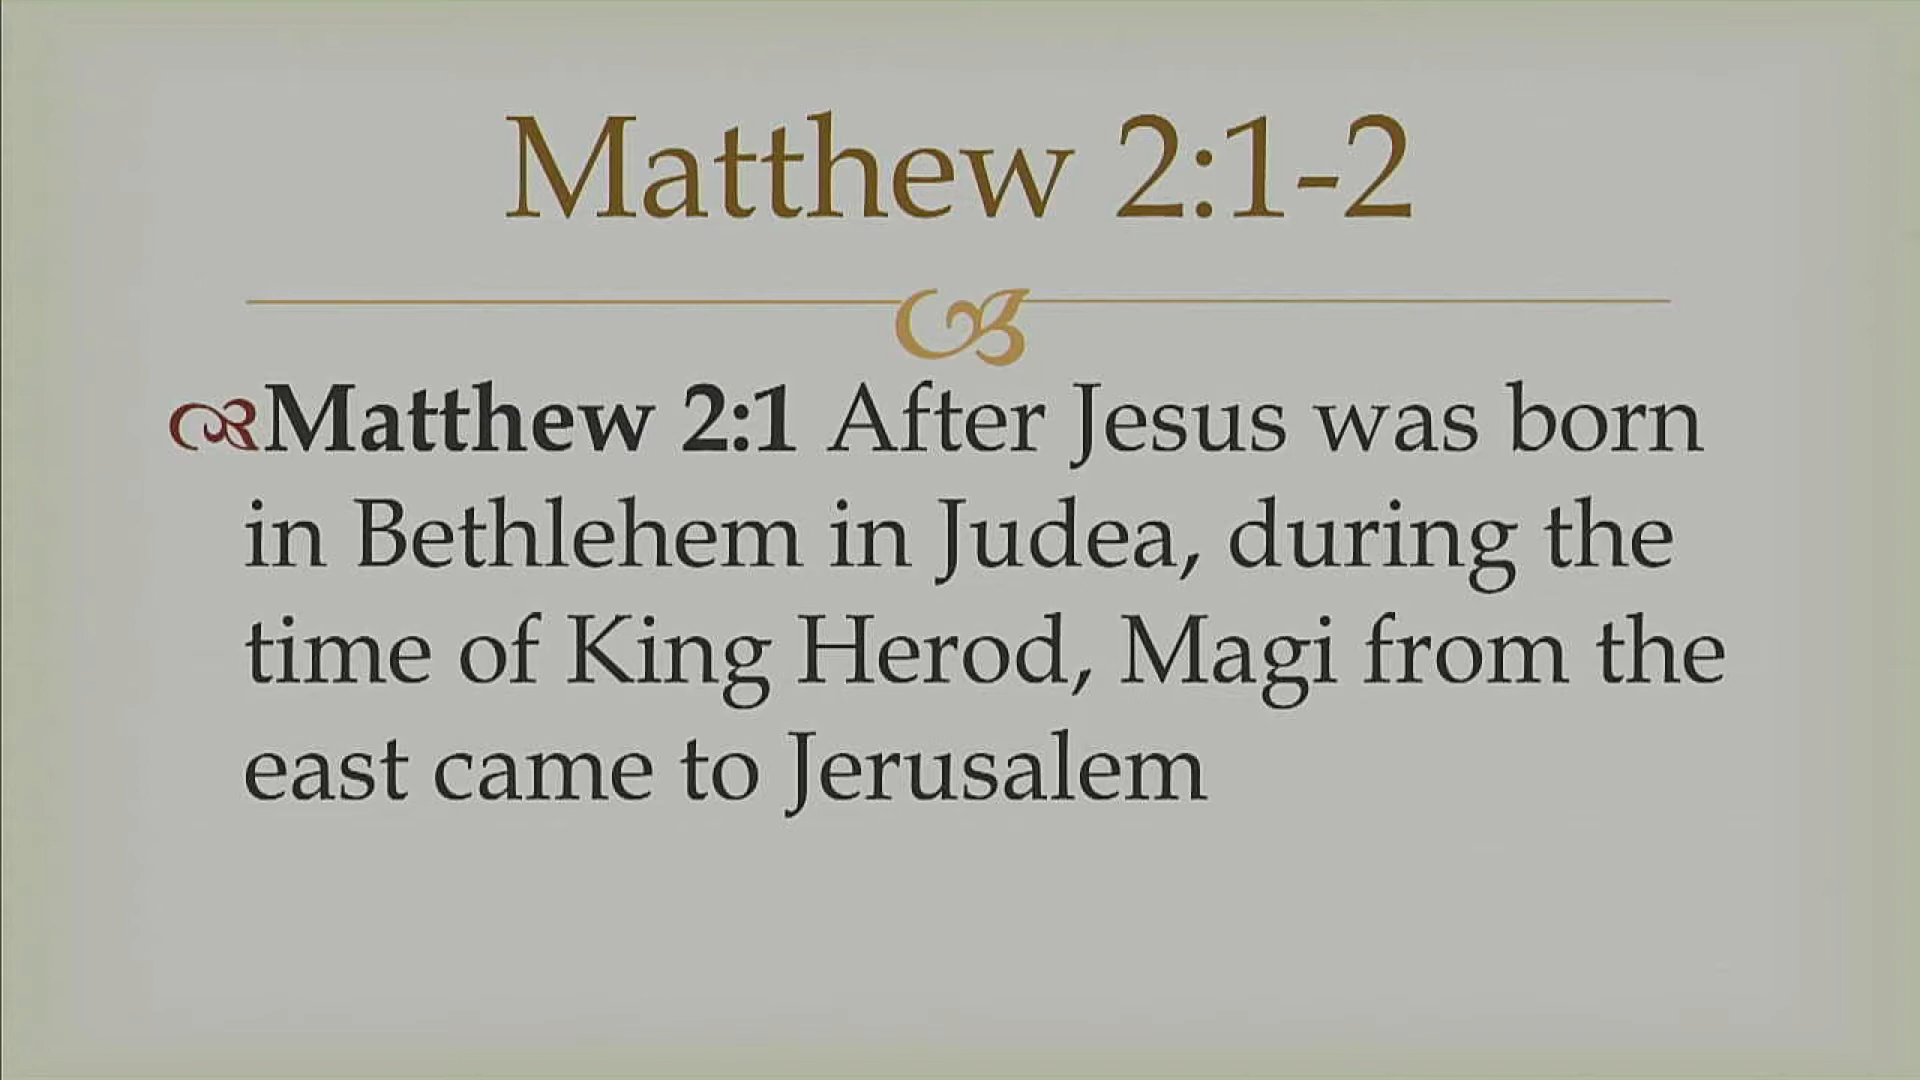 Matthew 2:1-2
Matthew 2:1 After Jesus was born
in Bethlehem in Judea, during the
time of King Herod, Magi from the
east came to Jerusalem